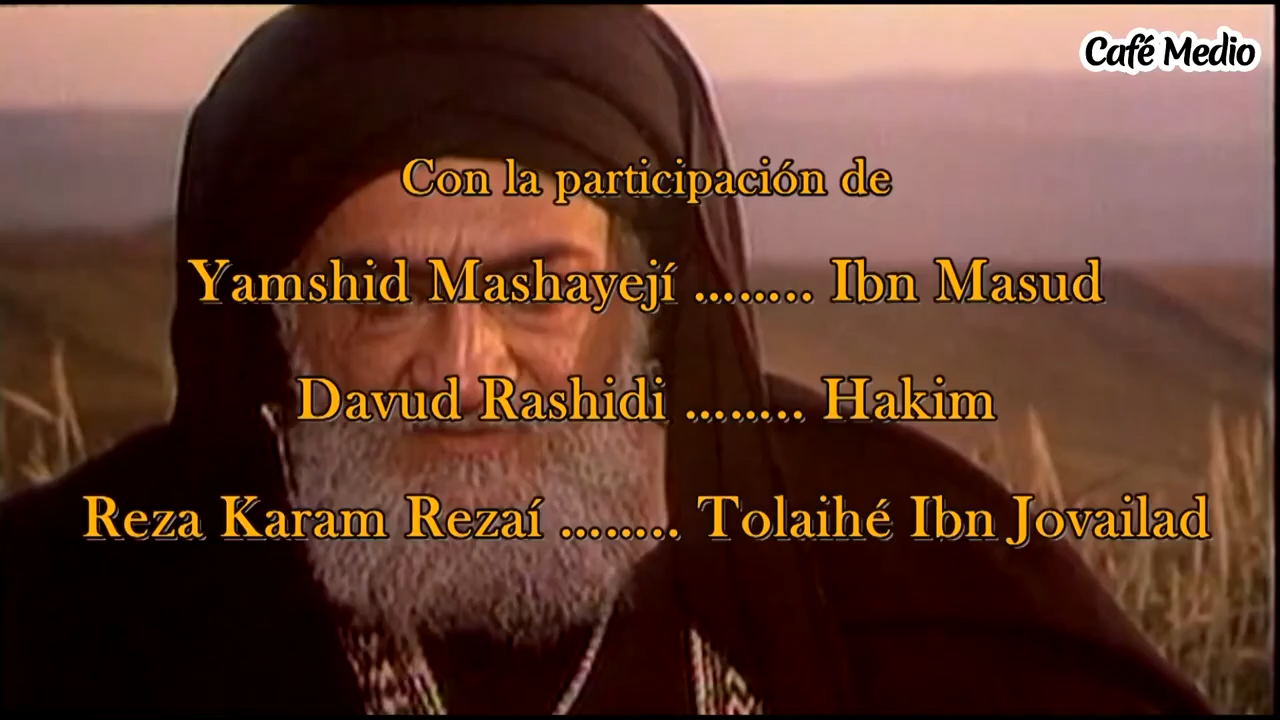 Café Medio
Con la participación de
Yamshid Mashayejí ........ Ibn Masud
Davud Rashidi ........ Hakim
Reza Karam Rezaí ........ Tolaihé Ibn Jovailad